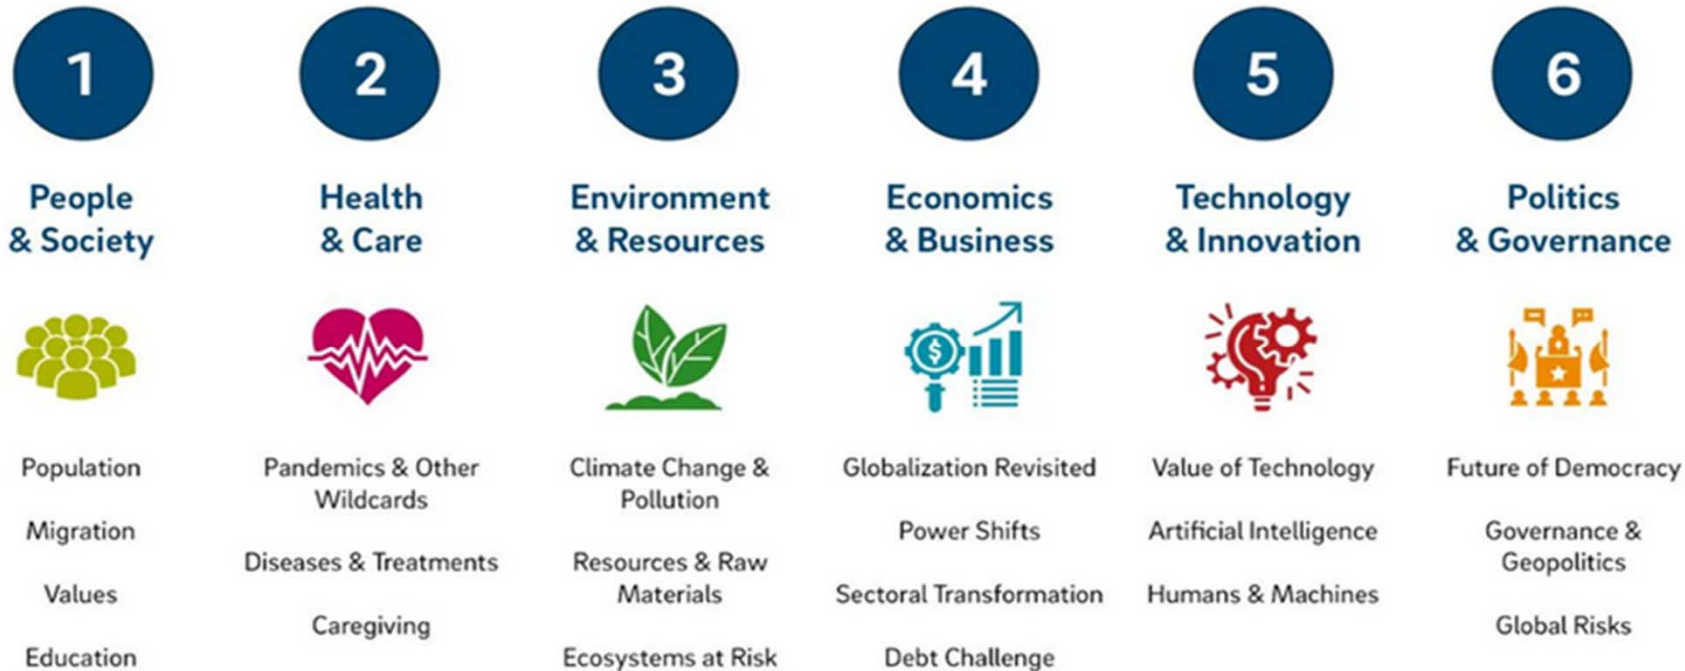 1
People
& Society
Population
Migration
Values
Education
2
Health
& Care
Pandemics & Other
Wildcards
Diseases & Treatments
Caregiving
3
Environment
& Resources
Climate Change &
Pollution
Resources & Raw
Materials
Ecosystems at Risk
4
Economics
& Business
$
Globalization Revisited
Power Shifts
Sectoral Transformation
Debt Challenge
5
Technology
& Innovation
Value of Technology
Artificial Intelligence
Humans & Machines
6
Politics
& Governance
Future of Democracy
Governance &
Geopolitics
Global Risks